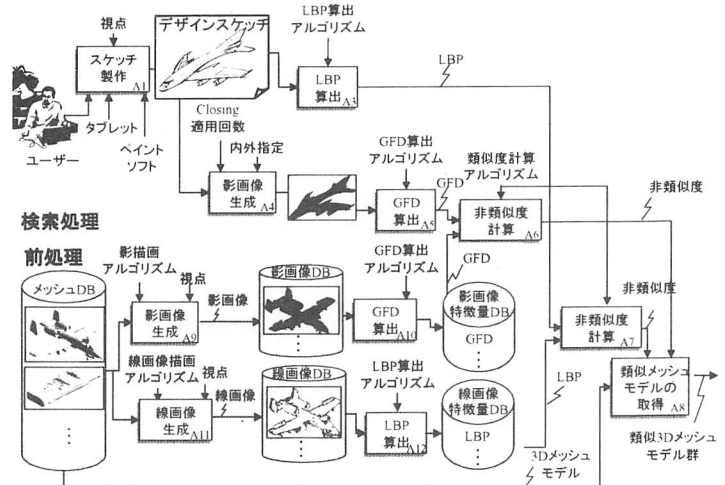 LBP算出
アルゴリズム
視点
デザインスケッチ
スケッチ
製作
A1
LBP
算出
A3
LBP
タブレット
ユーザー
ペイント
ソフト
Closing
適用回数
内外指定
影画像
生成
A4
GFD算出
アルゴリズム
GFD
算出
A5
GFD
類似度計算
アルゴリズム
非類似度
計算
A6
非類似度
検索処理
前処理
メッシュDB
影描画
アルゴリズム
視点
影画像
生成
A9
影画像
影画像DB
GFD算出
アルゴリズム
GFD
算出
A10
GFD
影画像
特徴量DB
GFD
⋮
非類似度
非類似度
計算
A7
線画像描画
アルゴリズム
視点
線画像
生成
A11
線画像
線画像DB
LBP算出
アルゴリズム
LBP
算出
A12
線画像
特徴量DB
LBP
⋮
LBP
類似メッシュ
モデルの
取得
A8
3Dメッシュ
モデル
類似3Dメッシュ
モデル群